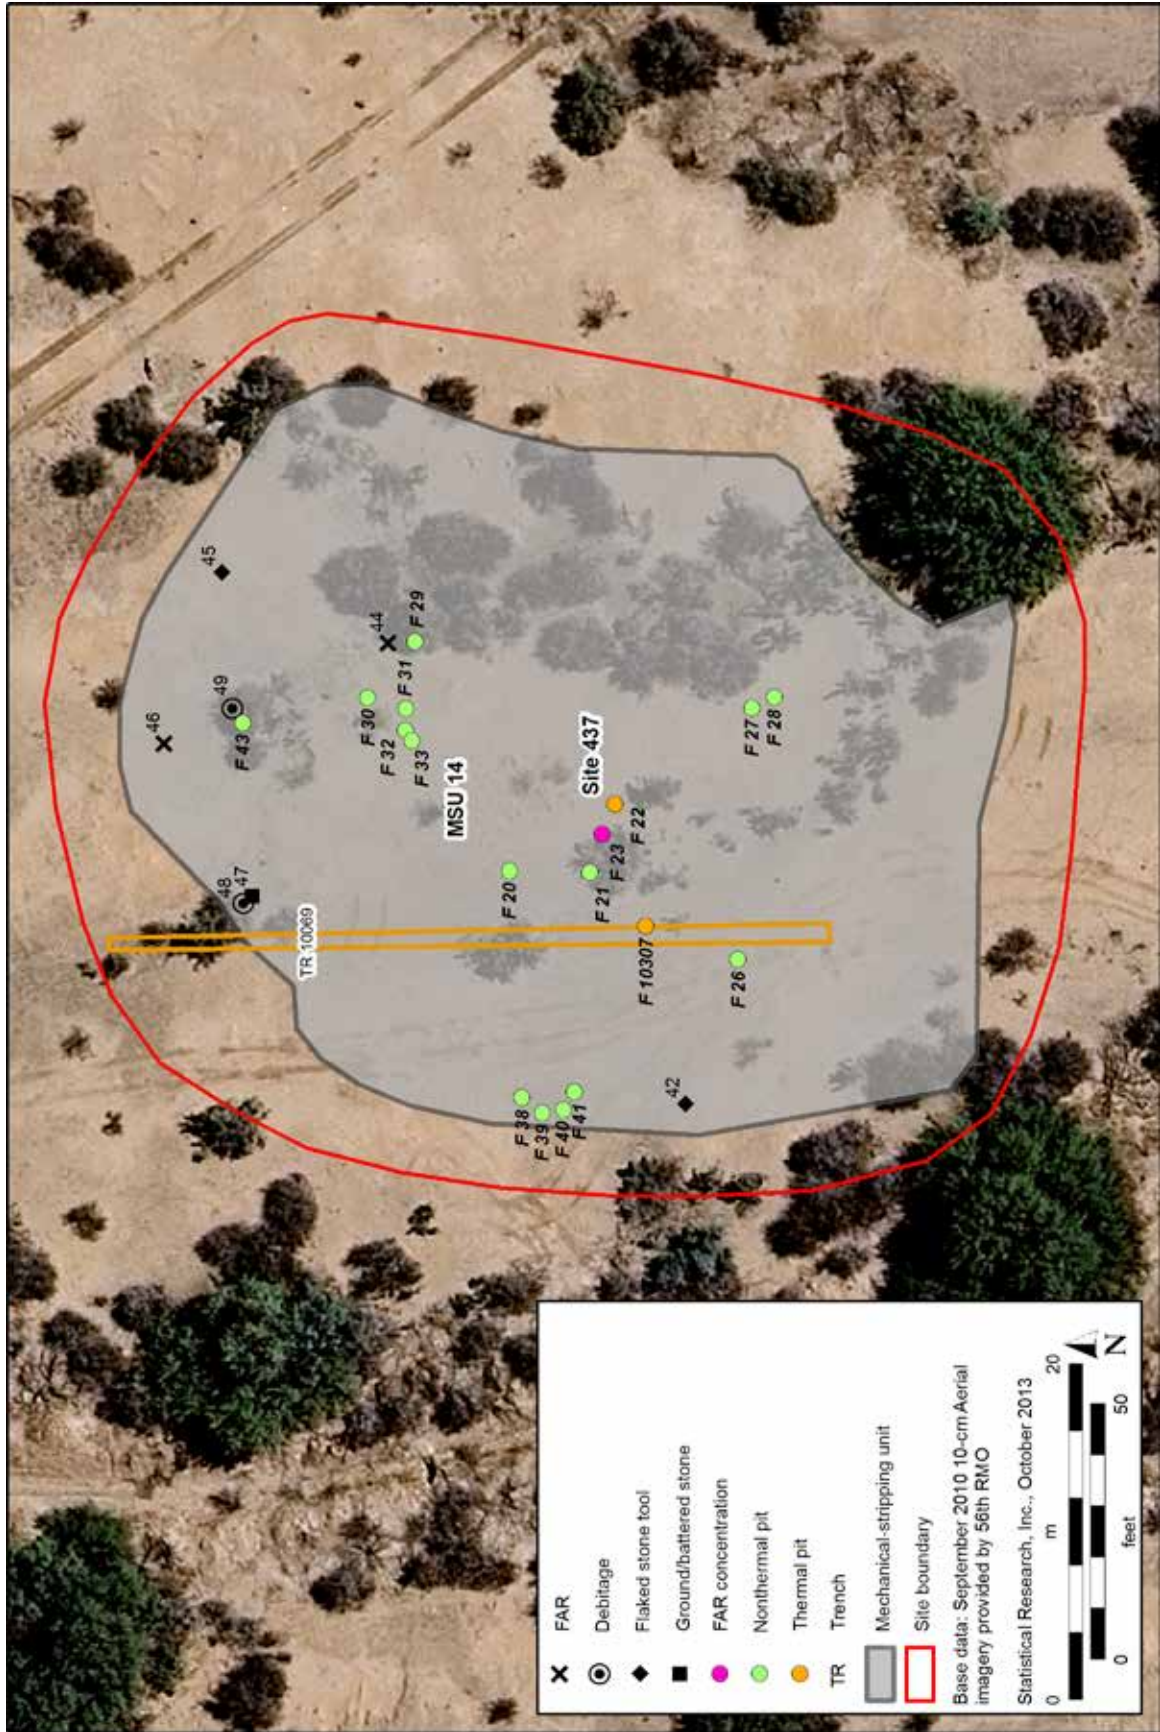 46
45
49
F 43
48
47
TR 10069
F 30
44
F 29
F 31
F 32
F 33
MSU 14
F 20
Site 437
F 21
F 23
F 22
F 10307
F 27
F 28
F 26
F 38
F 39
F 40
F 41
42
FAR
Debitage
Flaked stone tool
Ground/battered stone
FAR concentration
Nonthermal pit
Thermal pit
TR Trench
Mechanical-stripping unit
Site boundary
Base data: September 2010 10-cm Aerial
imagery provided by 56th RMO
Statistical Research, Inc., October 2013
0 m 20
N
0 feet 50